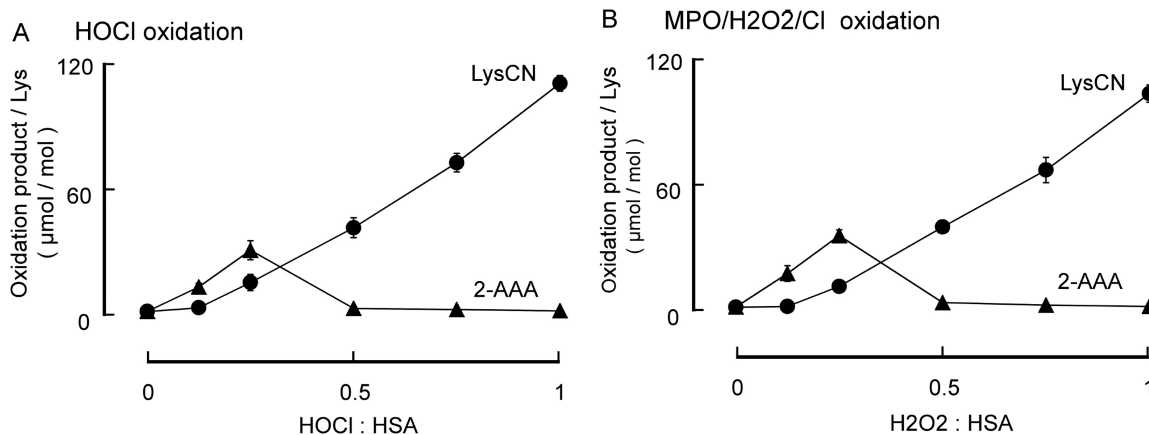 A HOCl oxidation
Oxidation product / Lys
( µmol / mol )
120
60
0
LysCN
2-AAA
0 0.5 1
HOCl : HSA
B MPO/H2O2̄/Cl oxidation
Oxidation product / Lys
( µmol / mol )
120
60
0
LysCN
2-AAA
0 0.5 1
H2O2 : HSA